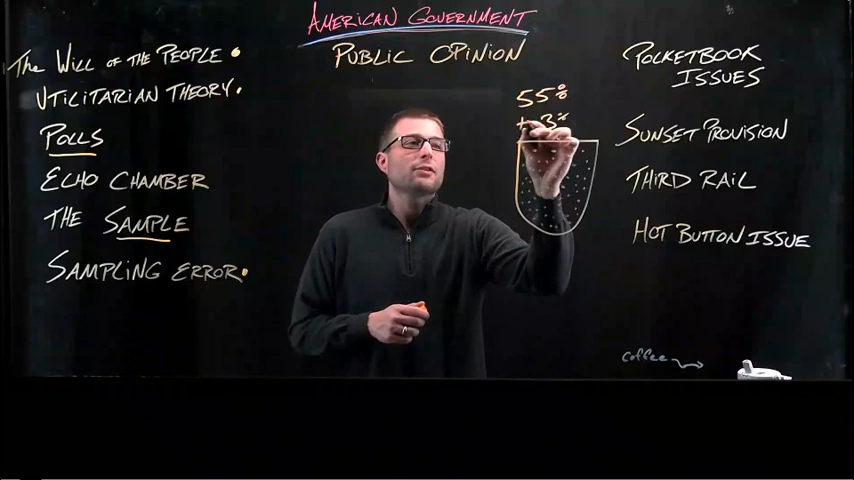 AMERICAN GOVERNMENT
PUBLIC OPINION
The WILL OF THE PEOPLE
UTILITARIAN THEORY
POLLS
ECHO CHAMBER
THE SAMPLE
SAMPLING ERROR
55%
+ 3%
POCKETBOOK
ISSUES
SUNSET PROVISION
THIRD RAIL
HOT BUTTON ISSUE
coffee